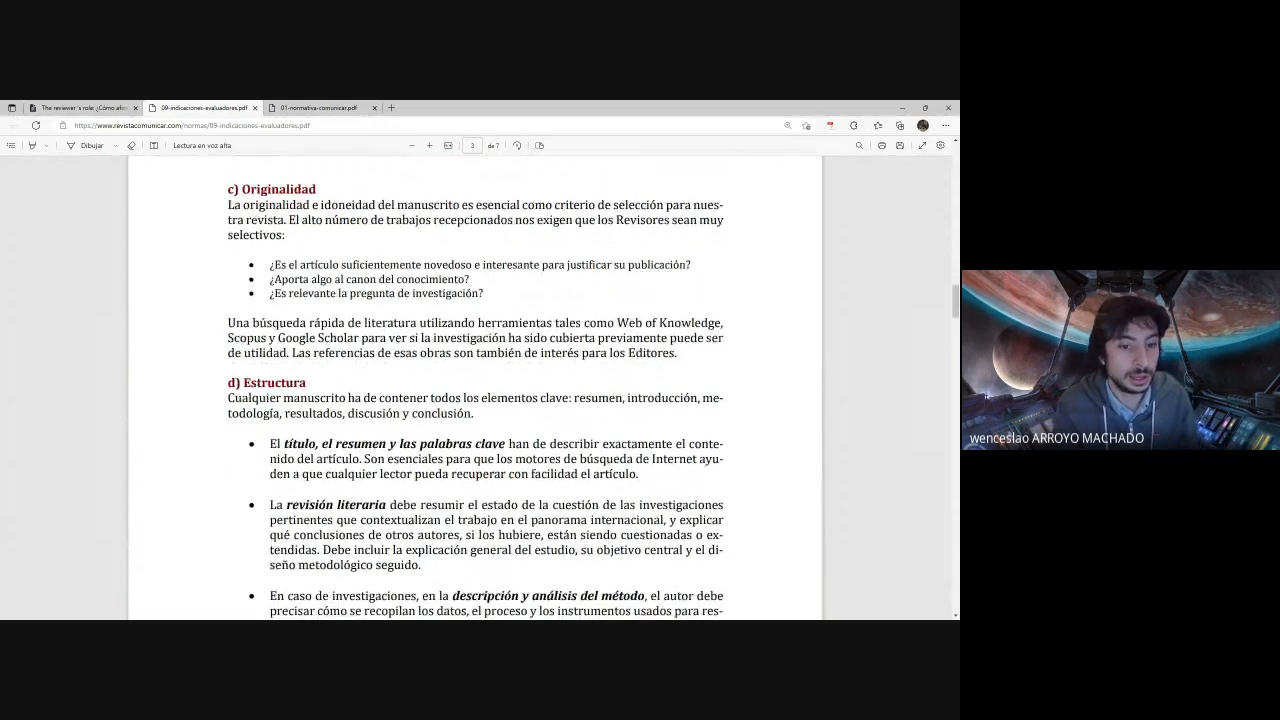 The reviewer's role: ¿Cómo afe
09-indicaciones-evaluadores.pdf
01-normativa-comunicar.pdf
https://www.revistacomunicar.com/normas/09-indicaciones-evaluadores.pdf
Dibujar
Lectura en voz alta
3
de 7
c) Originalidad
La originalidad e idoneidad del manuscrito es esencial como criterio de selección para nues-
tra revista. El alto número de trabajos recepcionados nos exigen que los Revisores sean muy
selectivos:
• ¿Es el artículo suficientemente novedoso e interesante para justificar su publicación?
• ¿Aporta algo al canon del conocimiento?
• ¿Es relevante la pregunta de investigación?
Una búsqueda rápida de literatura utilizando herramientas tales como Web of Knowledge,
Scopus y Google Scholar para ver si la investigación ha sido cubierta previamente puede ser
de utilidad. Las referencias de esas obras son también de interés para los Editores.
d) Estructura
Cualquier manuscrito ha de contener todos los elementos clave: resumen, introducción, me-
todología, resultados, discusión y conclusión.
• El título, el resumen y las palabras clave han de describir exactamente el conte-
nido del artículo. Son esenciales para que los motores de búsqueda de Internet ayu-
den a que cualquier lector pueda recuperar con facilidad el artículo.
• La revisión literaria debe resumir el estado de la cuestión de las investigaciones
pertinentes que contextualizan el trabajo en el panorama internacional, y explicar
qué conclusiones de otros autores, si los hubiere, están siendo cuestionadas o ex-
tendidas. Debe incluir la explicación general del estudio, su objetivo central y el di-
seño metodológico seguido.
• En caso de investigaciones, en la descripción y análisis del método, el autor debe
precisar cómo se recopilan los datos, el proceso y los instrumentos usados para res-
wenceslao ARROYO MACHADO